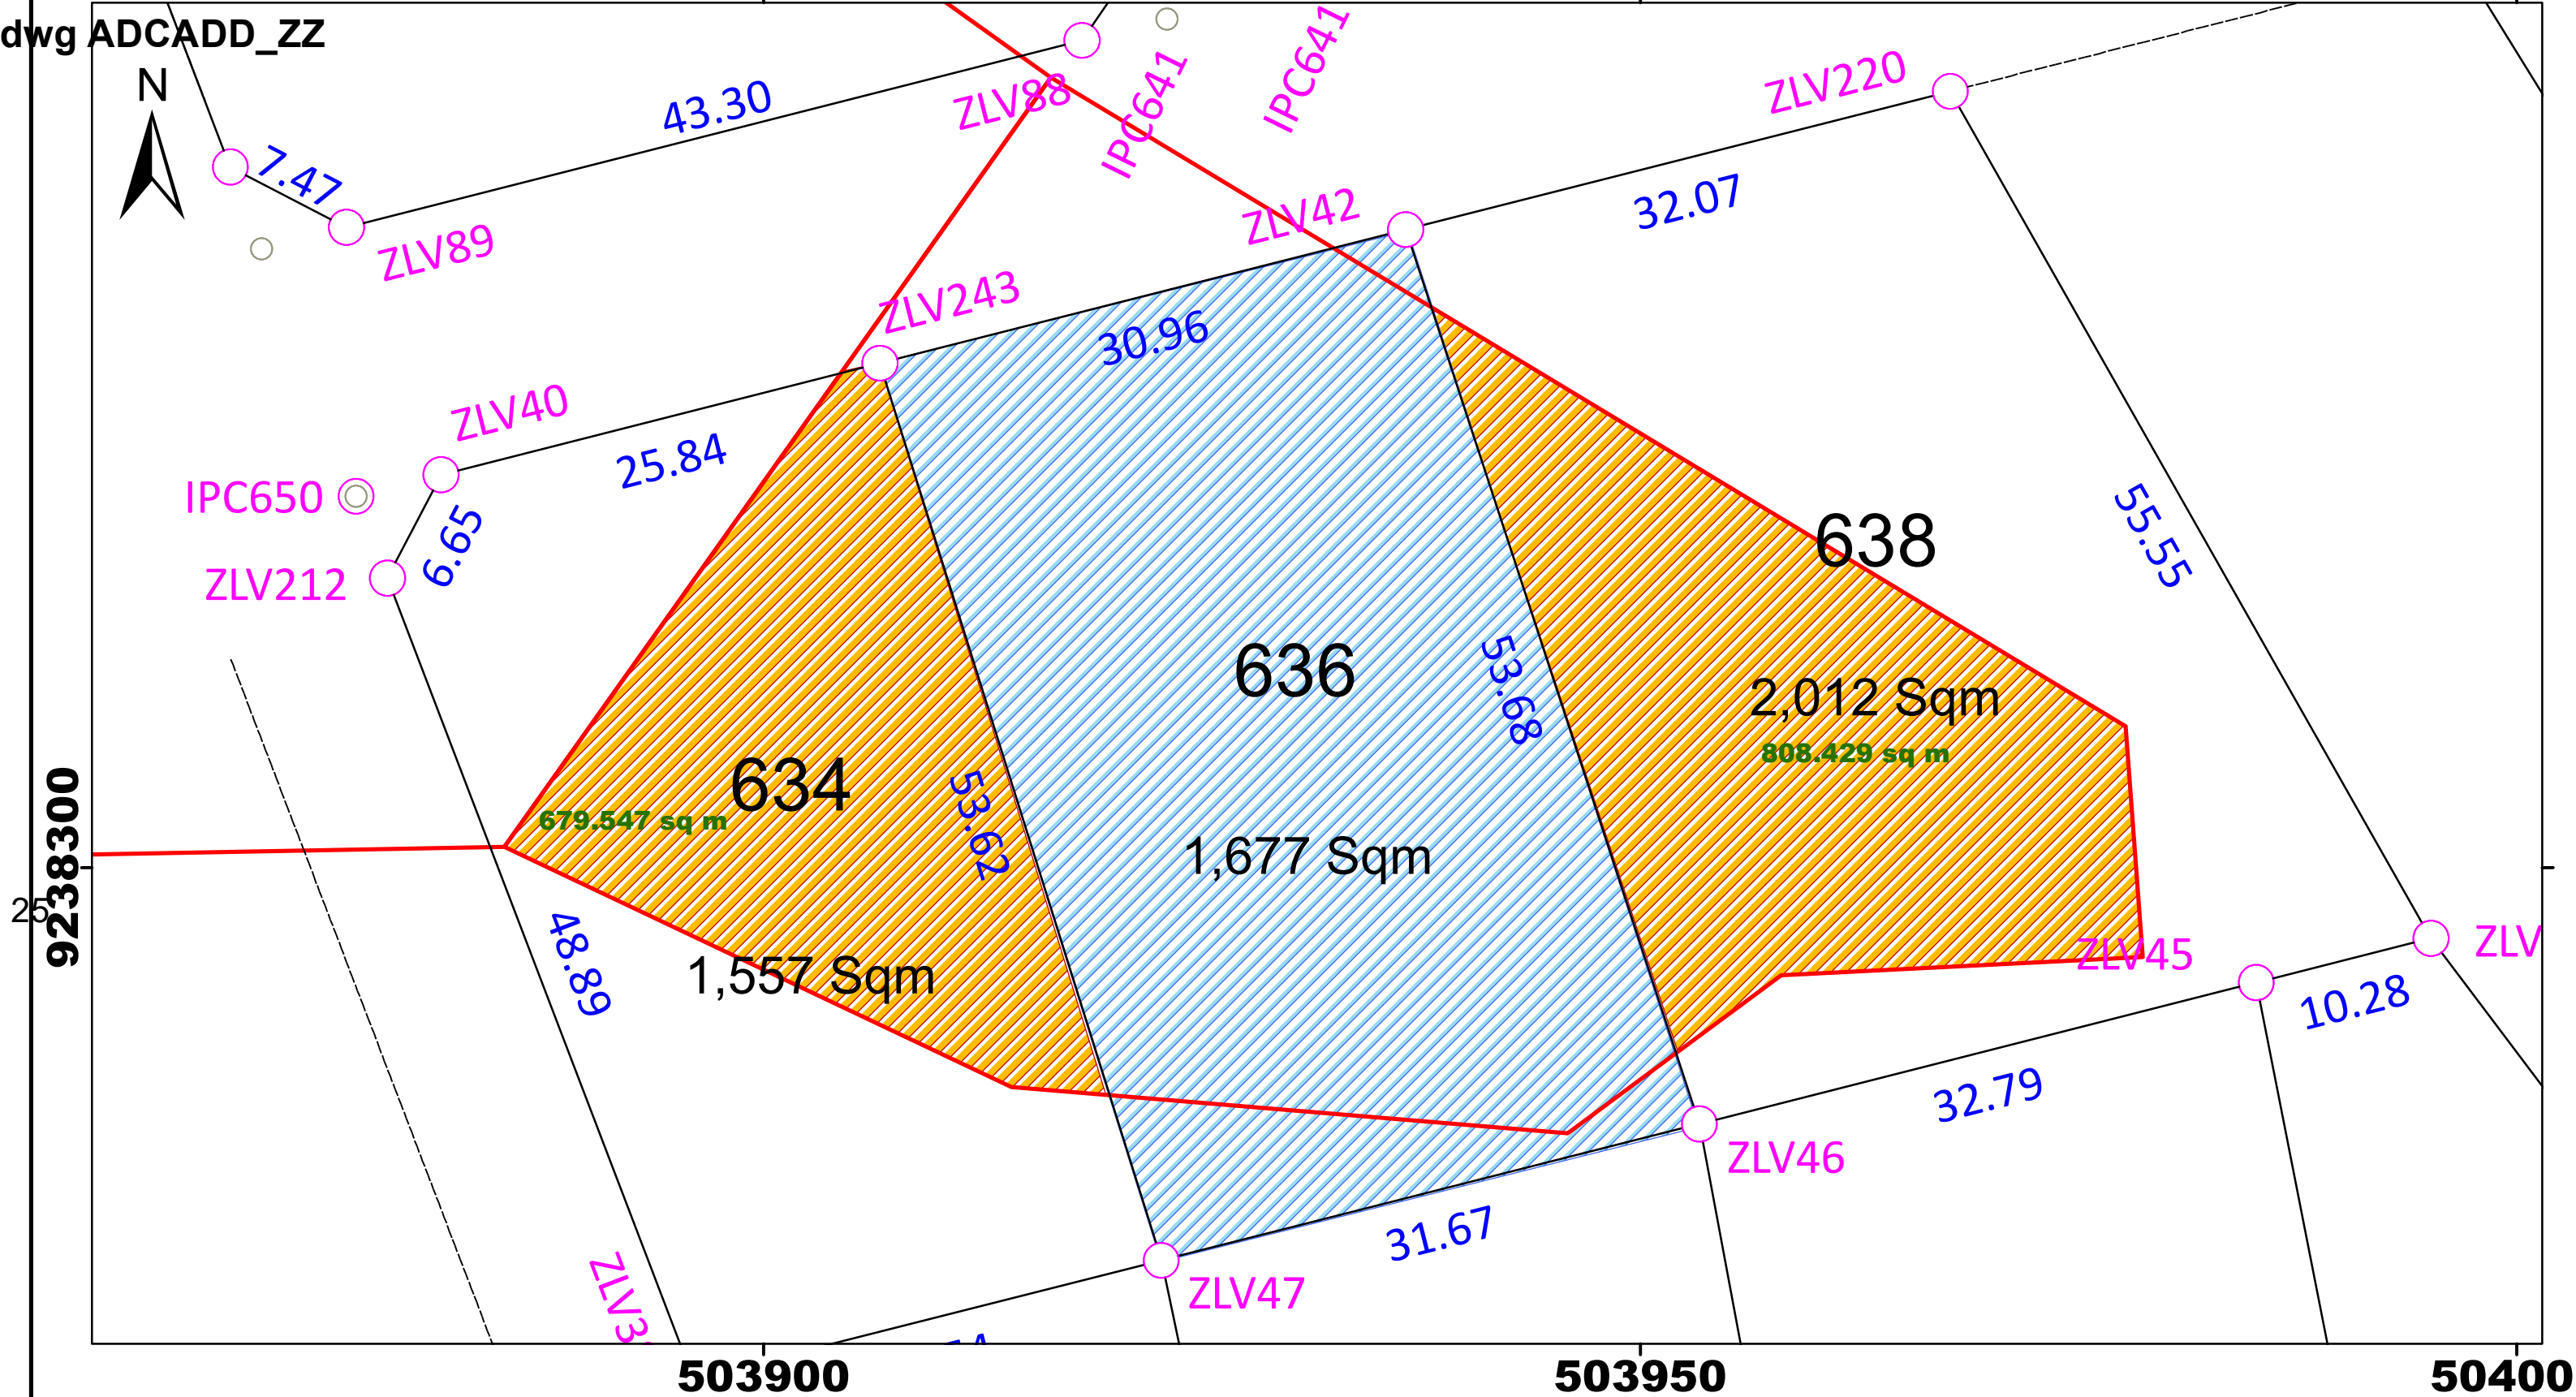 dwg ADCADD_ZZ
N
43.30
ZLV88
IPC641
IPC641
ZLV220
7.47
ZLV89
ZLV42
32.07
ZLV243
30.96
ZLV40
25.84
IPC650
6.65
ZLV212
638
55.55
636
53.68
2,012 Sqm
808.429 sq m
634
679.547 sq m
53.62
1,677 Sqm
9238300
25
48.89
1,557 Sqm
ZLV45
ZLV
10.28
32.79
ZLV46
31.67
ZLV47
503900
503950
50400